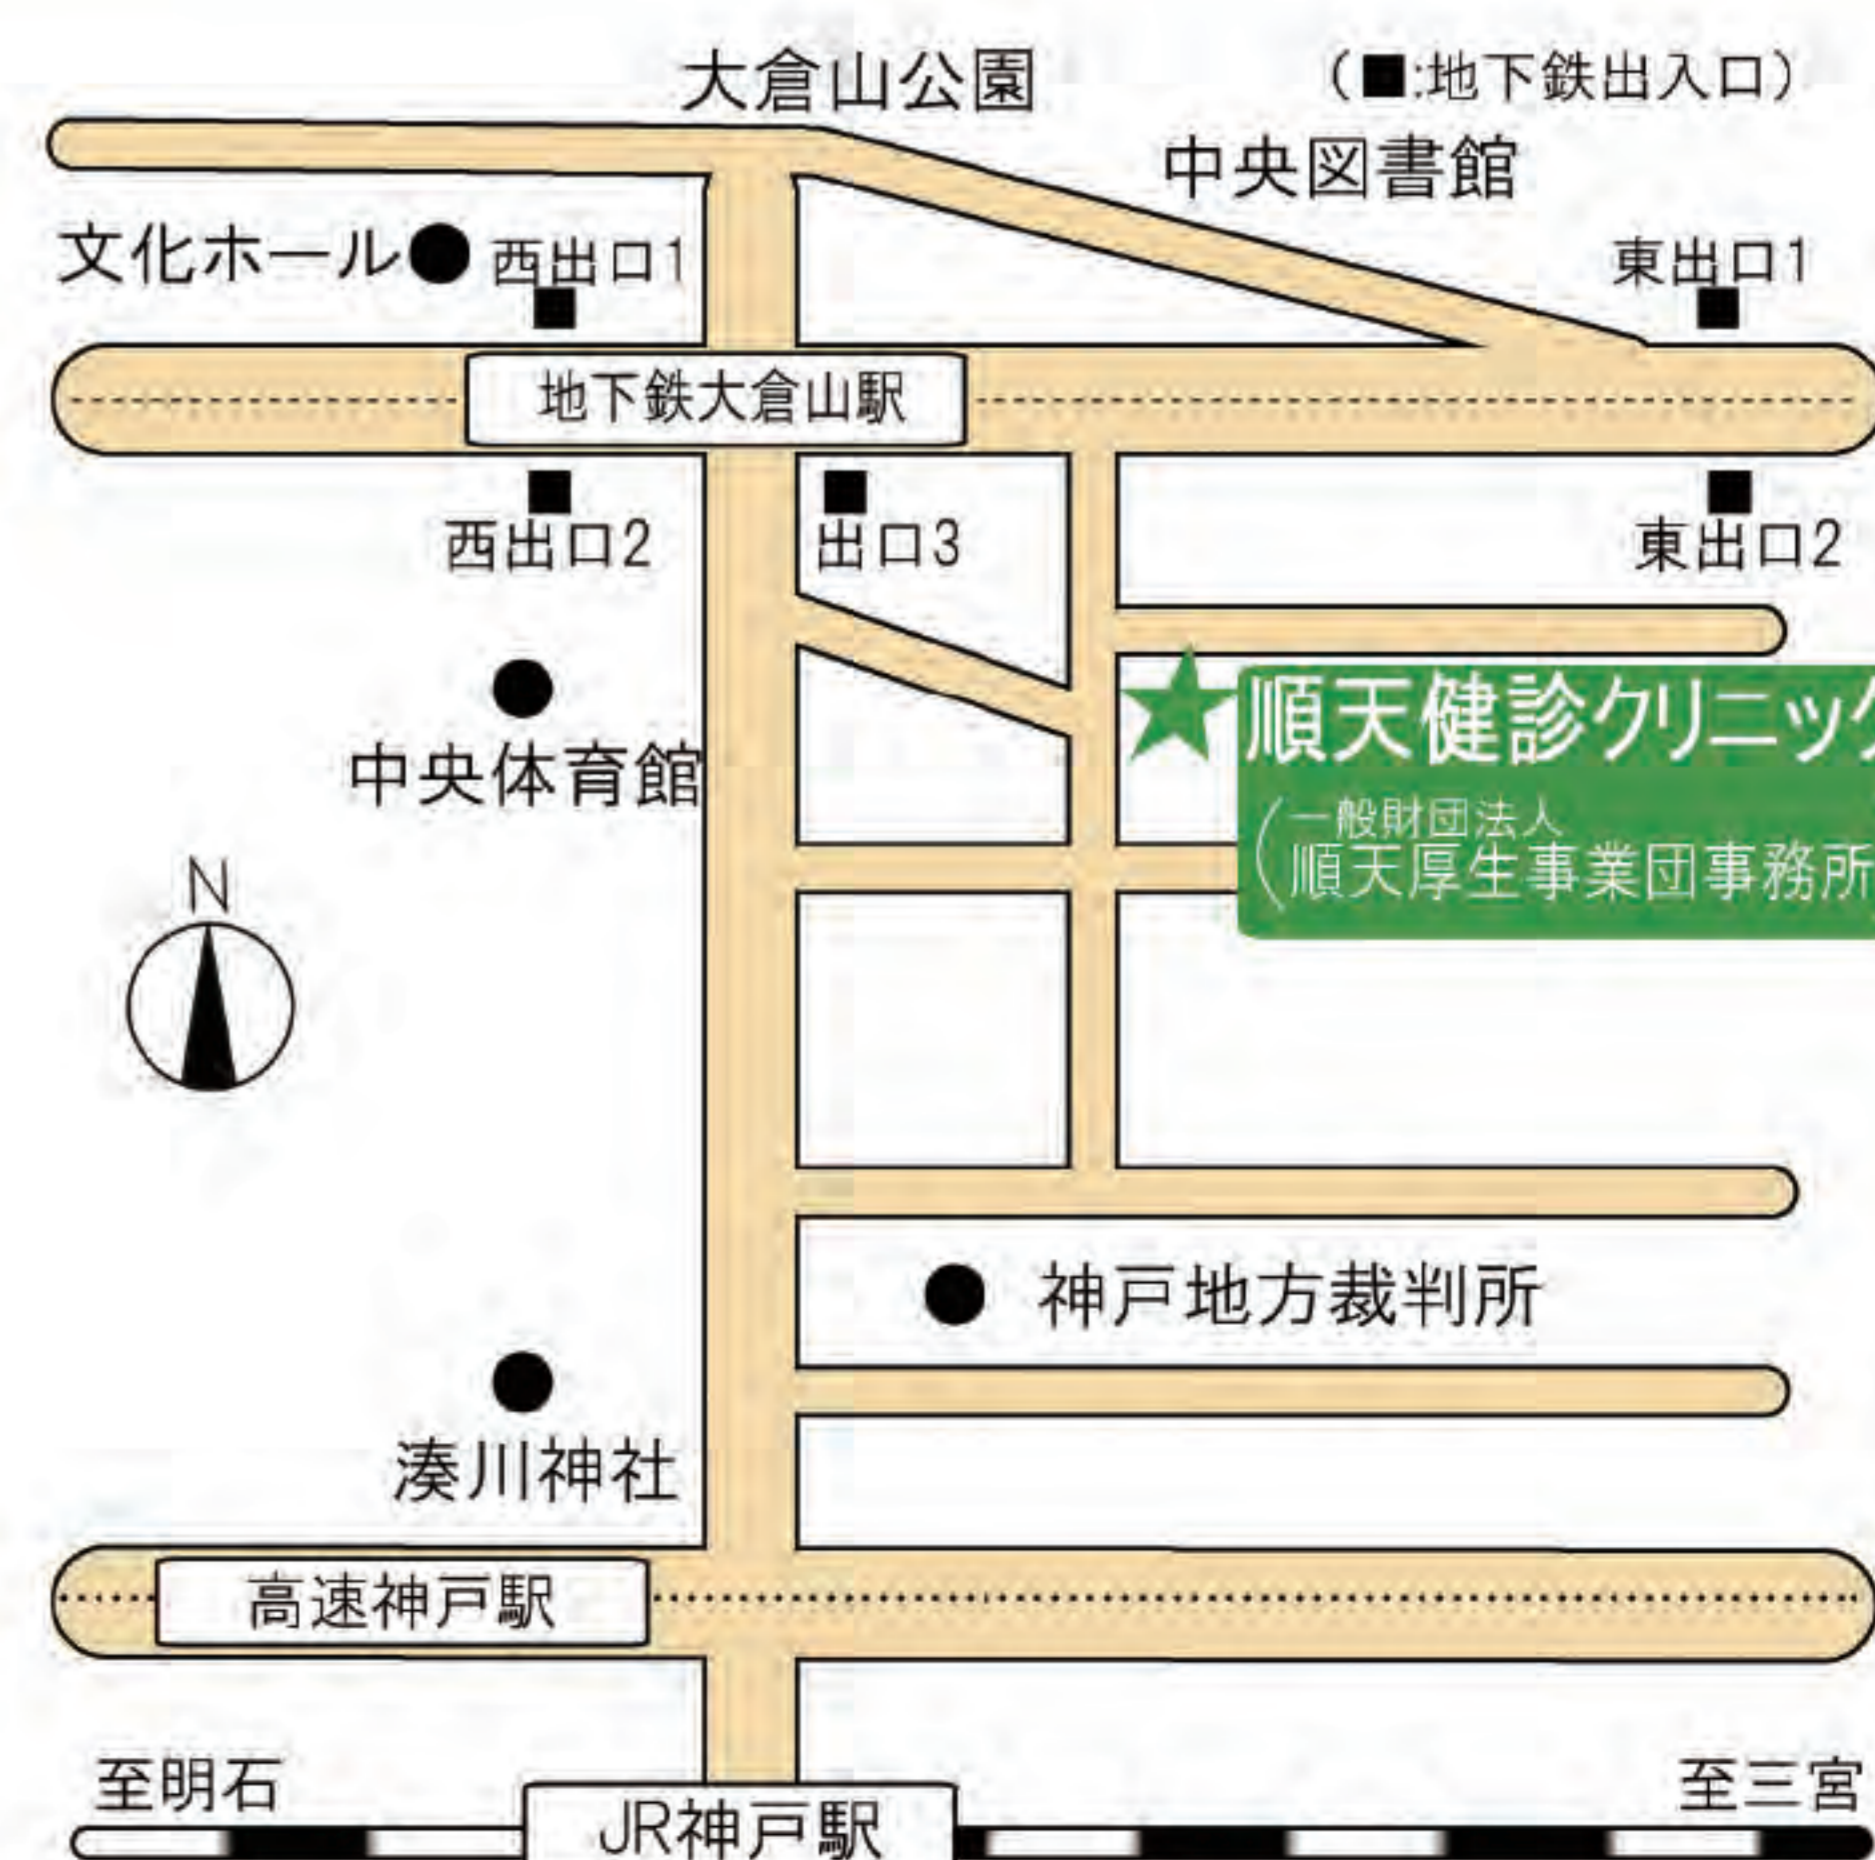 大倉山公園
（■:地下鉄出入口）
中央図書館
文化ホール
西出口1
東出口1
地下鉄大倉山駅
西出口2
出口3
東出口2
順天健診クリニック
中央体育館
（一般財団法人
順天厚生事業団事務所
N
神戸地方裁判所
湊川神社
高速神戸駅
至明石
至三宮
JR神戸駅